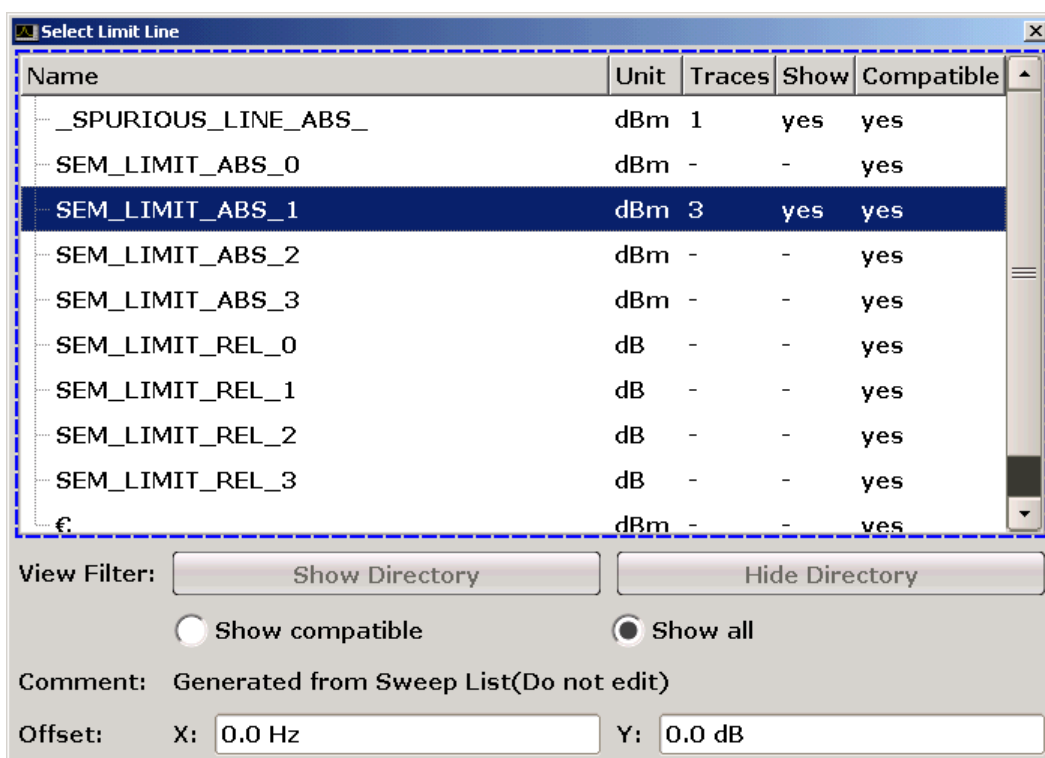 Select Limit Line
Name Unit Traces Show Compatible
_SPURIOUS_LINE_ABS_ dBm 1 yes yes
SEM_LIMIT_ABS_0 dBm - - yes
SEM_LIMIT_ABS_1 dBm 3 yes yes
SEM_LIMIT_ABS_2 dBm - - yes
SEM_LIMIT_ABS_3 dBm - - yes
SEM_LIMIT_REL_0 dB - - yes
SEM_LIMIT_REL_1 dB - - yes
SEM_LIMIT_REL_2 dB - - yes
SEM_LIMIT_REL_3 dB - - yes
€ dBm - - yes
View Filter: Show Directory Hide Directory
Show compatible Show all
Comment: Generated from Sweep List(Do not edit)
Offset: X: 0.0 Hz Y: 0.0 dB